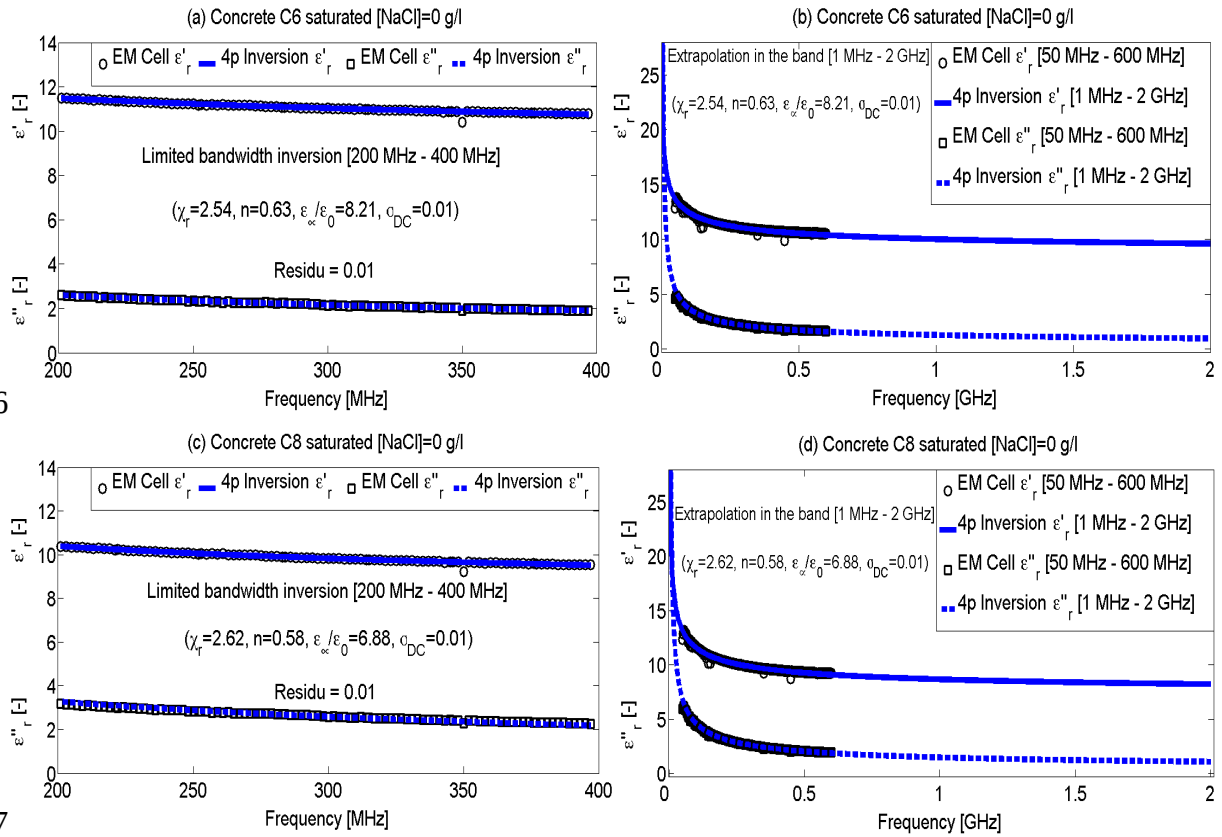 (a) Concrete C6 saturated [NaCl]=0 g/l
14
12
10
8
6
4
2
0
ε'r [-]
ε''r [-]
EM Cell ε'r 4p Inversion ε'r EM Cell ε''r 4p Inversion ε''r
Limited bandwidth inversion [200 MHz - 400 MHz]
(χr=2.54, n=0.63, ε∝/ε0=8.21, σDC=0.01)
Residu = 0.01
200 250 300 350 400
Frequency [MHz]
6
(b) Concrete C6 saturated [NaCl]=0 g/l
25
20
15
10
5
0
ε'r [-]
ε''r [-]
Extrapolation in the band [1 MHz - 2 GHz]
(χr=2.54, n=0.63, ε∝/ε0=8.21, σDC=0.01)
EM Cell ε'r [50 MHz - 600 MHz]
4p Inversion ε'r [1 MHz - 2 GHz]
EM Cell ε''r [50 MHz - 600 MHz]
4p Inversion ε''r [1 MHz - 2 GHz]
0 0.5 1 1.5 2
Frequency [GHz]
(c) Concrete C8 saturated [NaCl]=0 g/l
14
12
10
8
6
4
2
0
ε'r [-]
ε''r [-]
EM Cell ε'r 4p Inversion ε'r EM Cell ε''r 4p Inversion ε''r
Limited bandwidth inversion [200 MHz - 400 MHz]
(χr=2.62, n=0.58, ε∝/ε0=6.88, σDC=0.01)
Residu = 0.01
200 250 300 350 400
Frequency [MHz]
7
(d) Concrete C8 saturated [NaCl]=0 g/l
25
20
15
10
5
0
ε'r [-]
ε''r [-]
Extrapolation in the band [1 MHz - 2 GHz]
(χr=2.62, n=0.58, ε∝/ε0=6.88, σDC=0.01)
EM Cell ε'r [50 MHz - 600 MHz]
4p Inversion ε'r [1 MHz - 2 GHz]
EM Cell ε''r [50 MHz - 600 MHz]
4p Inversion ε''r [1 MHz - 2 GHz]
0 0.5 1 1.5 2
Frequency [GHz]